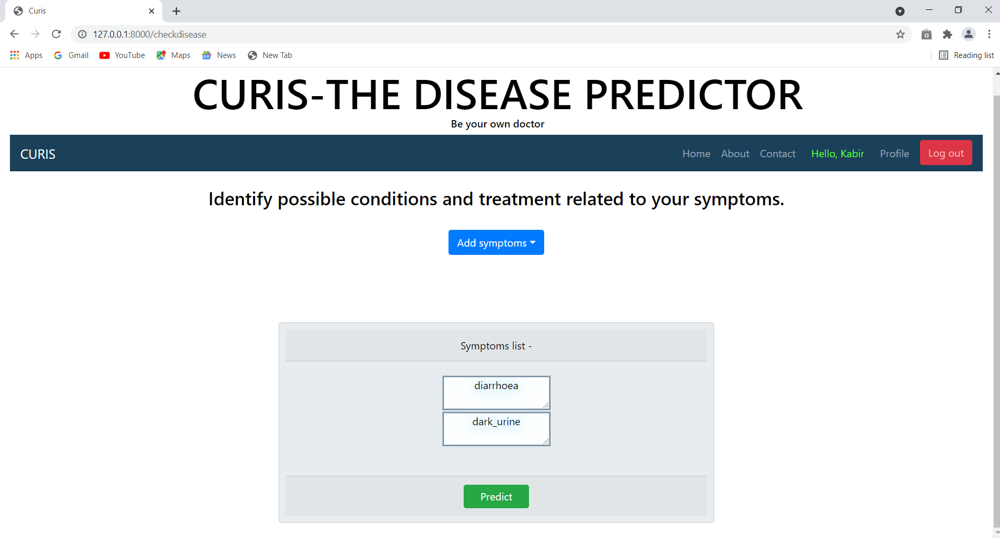 Curis
127.0.0.1:8000/checkdisease
Apps Gmail YouTube Maps News New Tab Reading list
CURIS-THE DISEASE PREDICTOR
Be your own doctor
CURIS Home About Contact Hello, Kabir Profile Log out
Identify possible conditions and treatment related to your symptoms.
Add symptoms
Symptoms list -
diarrhoea
dark_urine
Predict